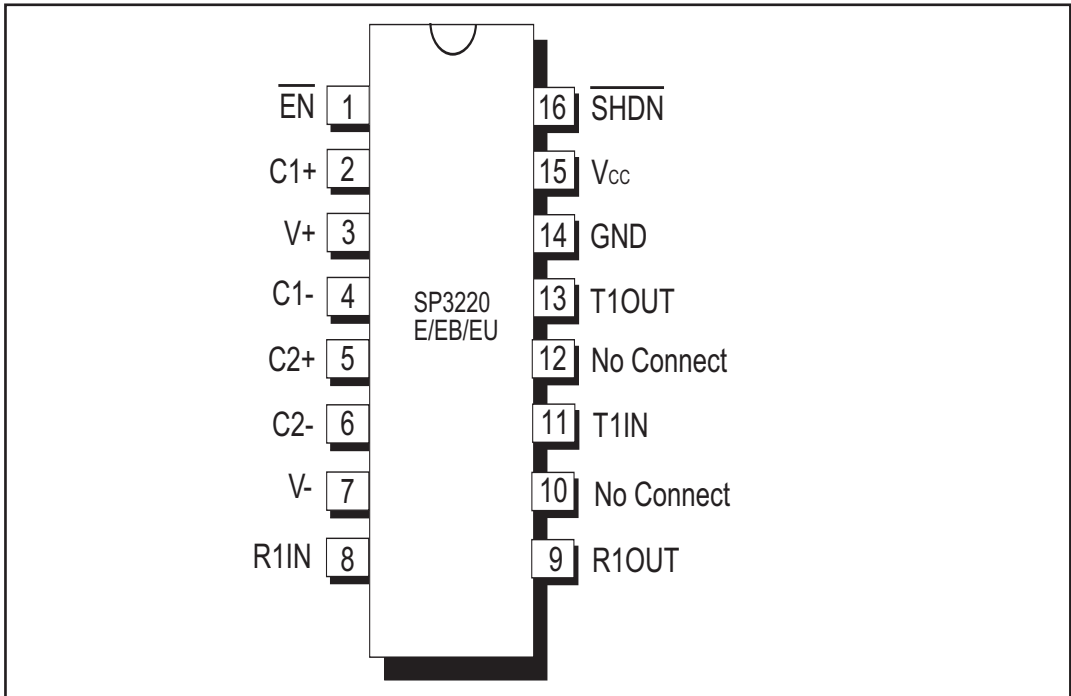 EN 1
C1+ 2
V+ 3
C1- 4
C2+ 5
C2- 6
V- 7
R1IN 8
SP3220
E/EB/EU
16 SHDN
15 Vcc
14 GND
13 T1OUT
12 No Connect
11 T1IN
10 No Connect
9 R1OUT